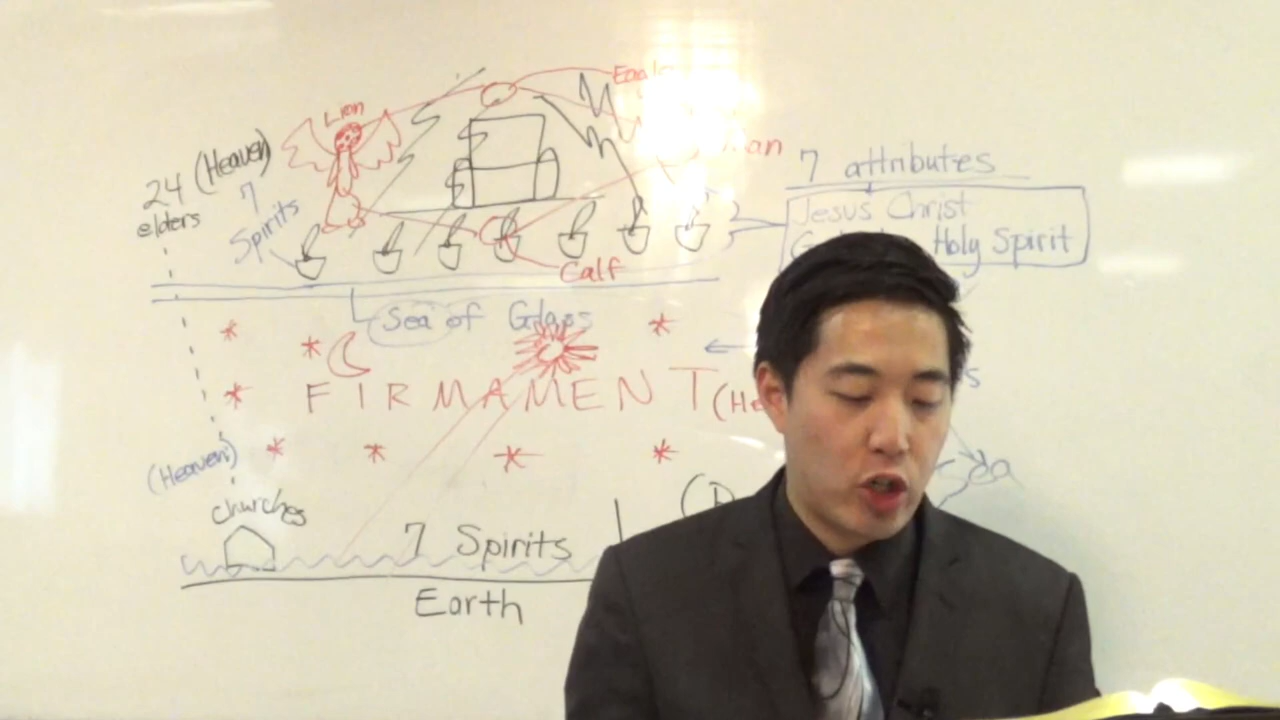 Lion
(Heaven)
24
elders
7
Spirits
Calf
7 attributes
Jesus Christ
Holy Spirit
Sea of Glass
FIRMAMENT
(Heaven)
churches
7 Spirits
Earth